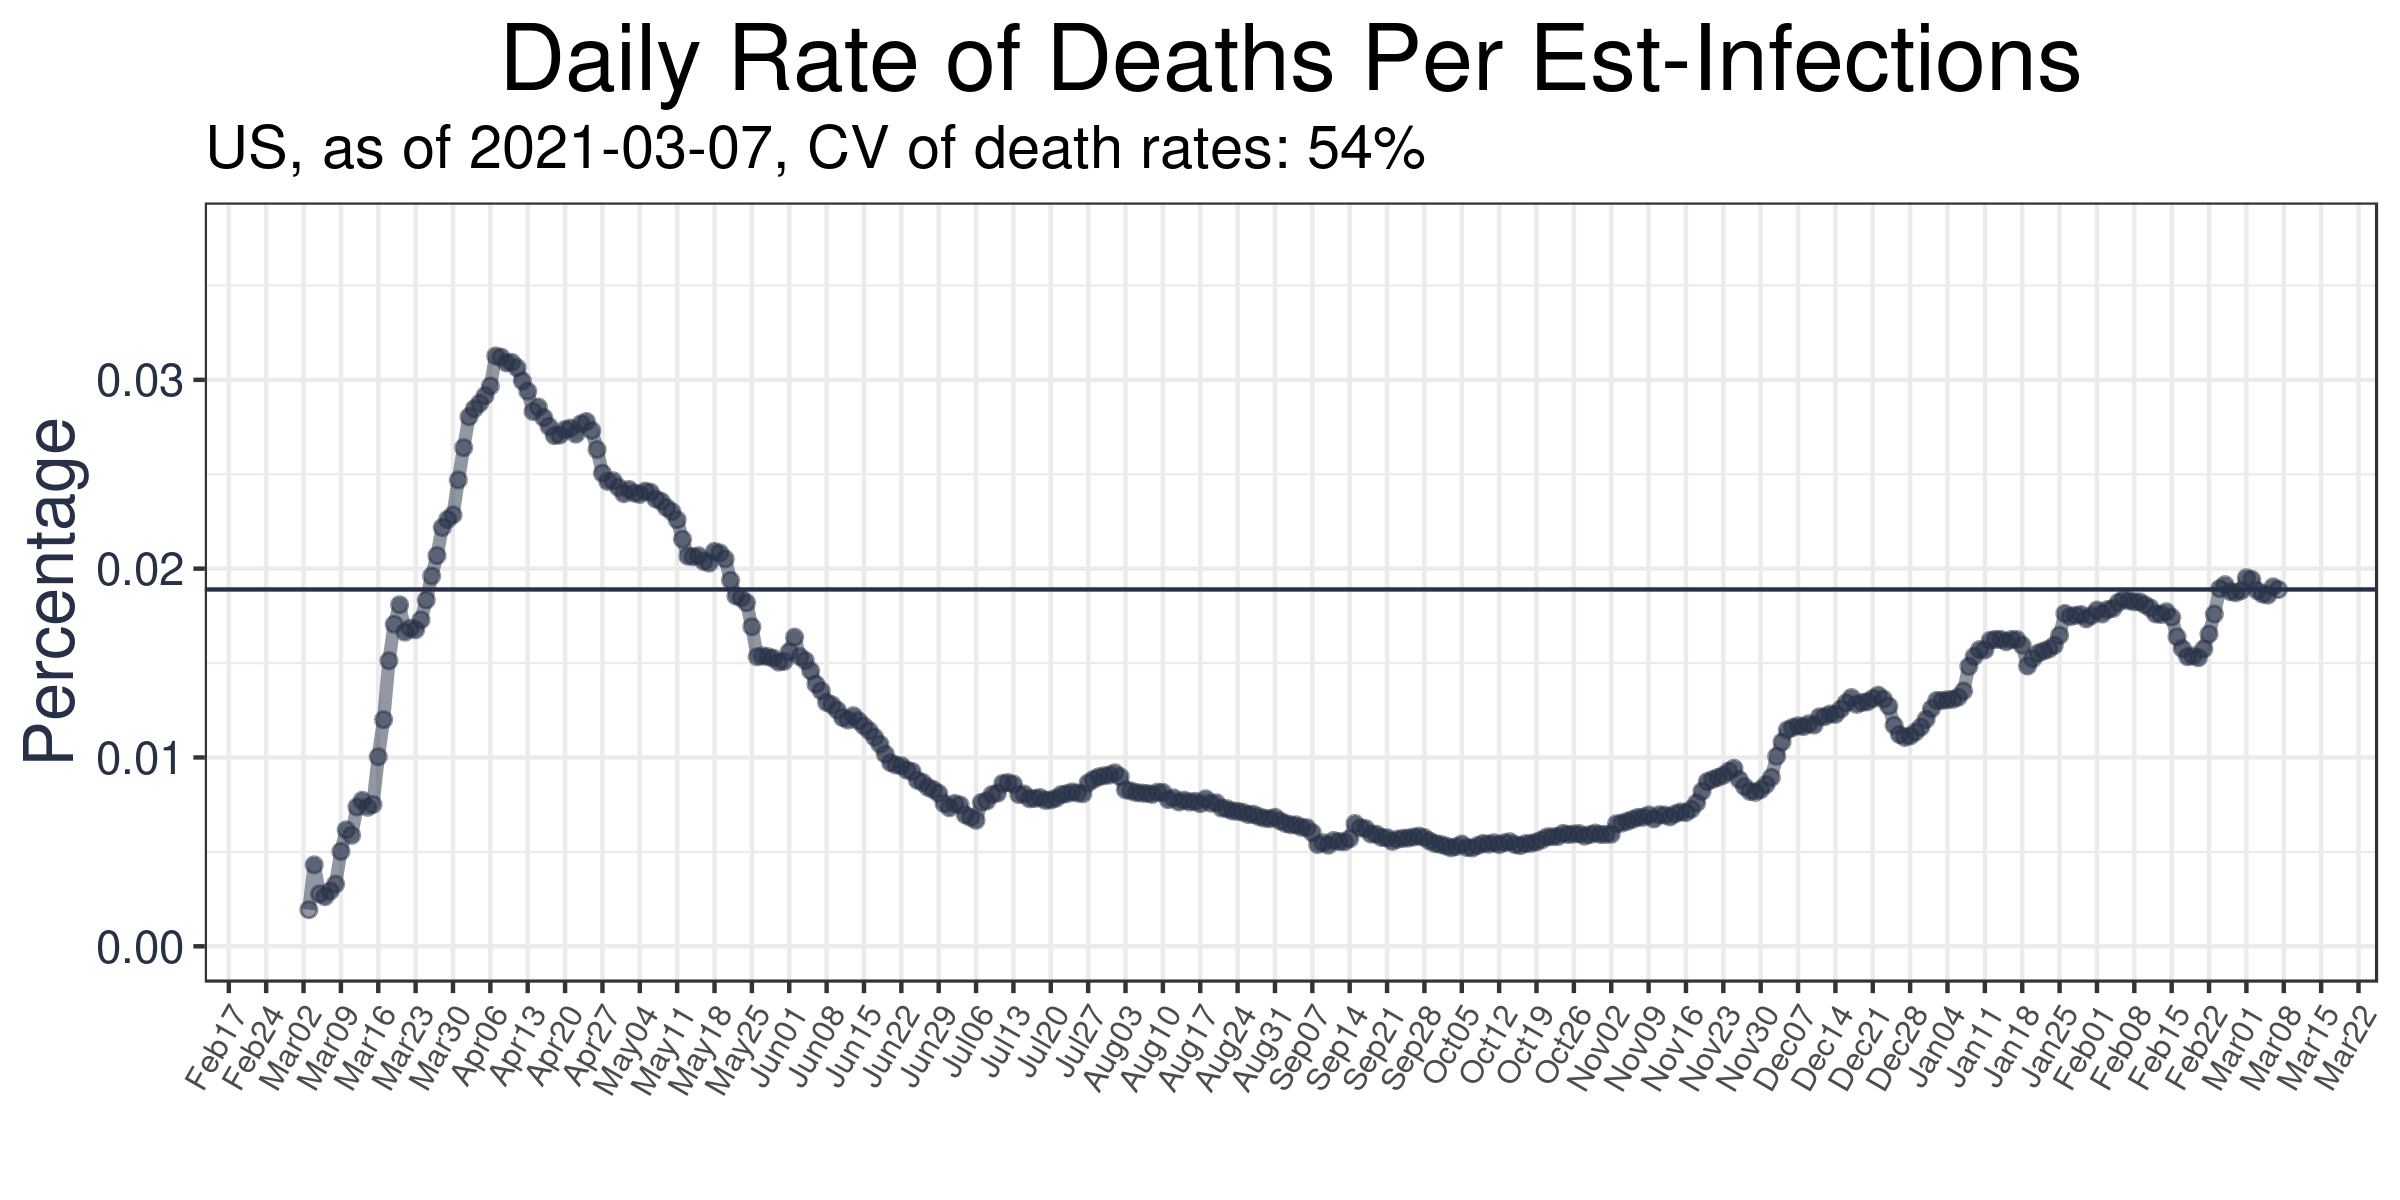 Daily Rate of Deaths Per Est-Infections
US, as of 2021-03-07, CV of death rates: 54%
Percentage
0.03
0.02
0.01
0.00
Feb17
Feb24
Mar02
Mar09
Mar16
Mar23
Mar30
Apr06
Apr13
Apr20
Apr27
May04
May11
May18
May25
Jun01
Jun08
Jun15
Jun22
Jun29
Jul06
Jul13
Jul20
Jul27
Aug03
Aug10
Aug17
Aug24
Aug31
Sep07
Sep14
Sep21
Sep28
Oct05
Oct12
Oct19
Oct26
Nov02
Nov09
Nov16
Nov23
Nov30
Dec07
Dec14
Dec21
Dec28
Jan04
Jan11
Jan18
Jan25
Feb01
Feb08
Feb15
Feb22
Mar01
Mar08
Mar15
Mar22